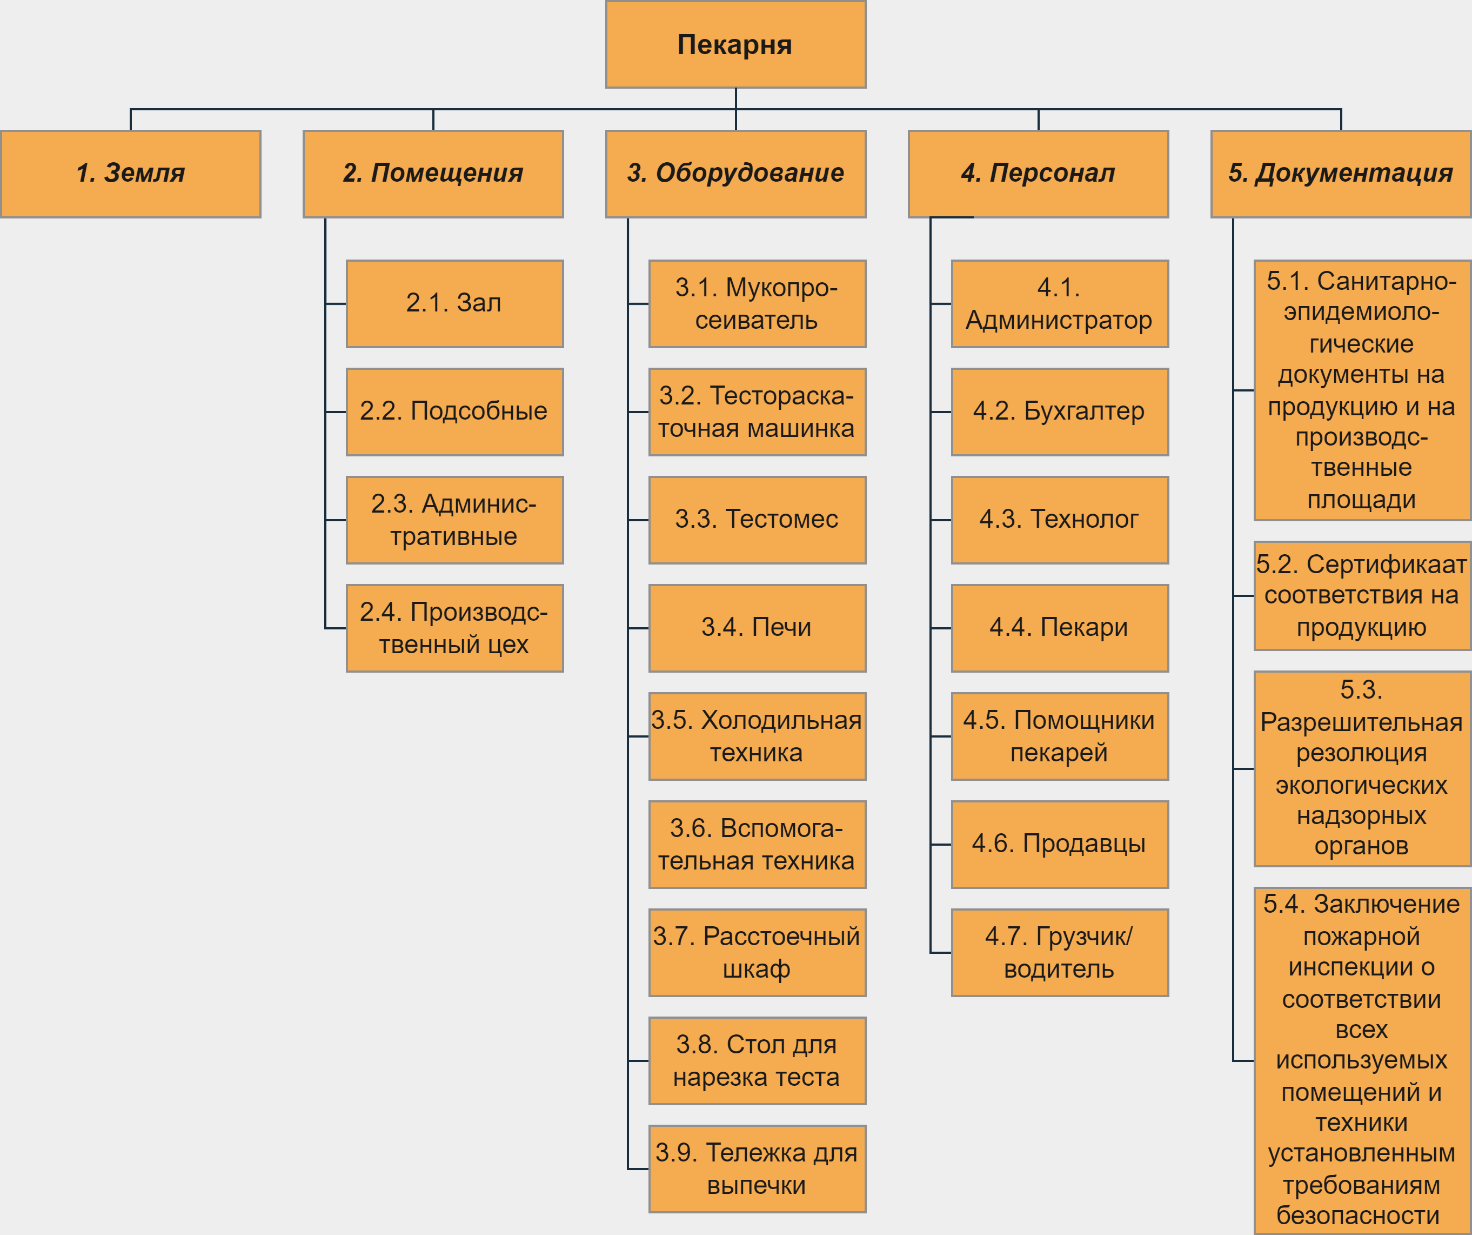 Пекарня
1. Земля
2. Помещения
2.1. Зал
2.2. Подсобные
2.3. Админис-
тративные
2.4. Производс-
твенный цех
3. Оборудование
3.1. Мукопро-
сеиватель
3.2. Тестораска-
точная машинка
3.3. Тестомес
3.4. Печи
3.5. Холодильная
техника
3.6. Вспомога-
тельная техника
3.7. Расстоечный
шкаф
3.8. Стол для
нарезка теста
3.9. Тележка для
выпечки
4. Персонал
4.1.
Администратор
4.2. Бухгалтер
4.3. Технолог
4.4. Пекари
4.5. Помощники
пекарей
4.6. Продавцы
4.7. Грузчик/
водитель
5. Документация
5.1. Санитарно-
эпидемиоло-
гические
документы на
продукцию и на
производс-
твенные
площади
5.2. Сертификаат
соответствия на
продукцию
5.3.
Разрешительная
резолюция
экологических
надзорных
органов
5.4. Заключение
пожарной
инспекции о
соответствии
всех
используемых
помещений и
техники
установленным
требованиям
безопасности